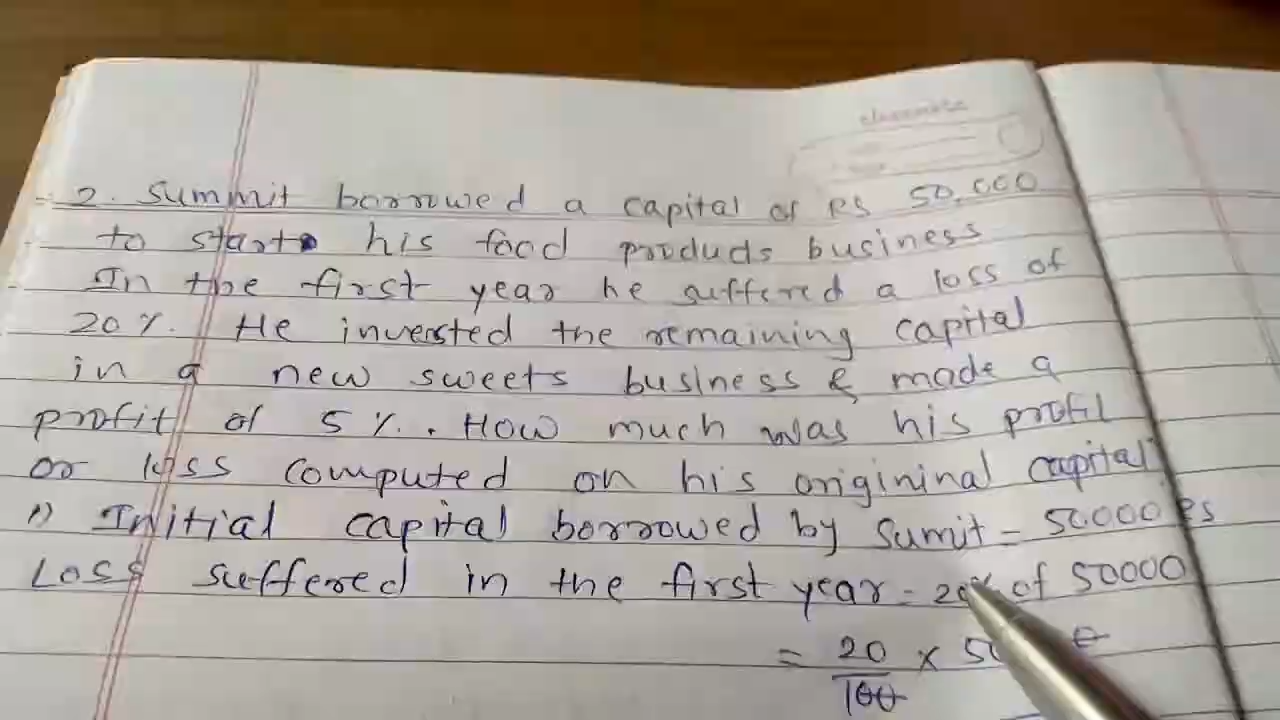 classmate
2. Summit borrowed a capital of Rs 50,000
to start his food products business
In the first year he suffered a loss of
20%. He invested the remaining capital
in a new sweets business & made a
profit of 5%. How much was his profit
or loss computed on his origininal capital
1) Initial capital borrowed by Sumit = 50000 Rs
Loss suffered in the first year = 20% of 50000
= 20/100 × 50